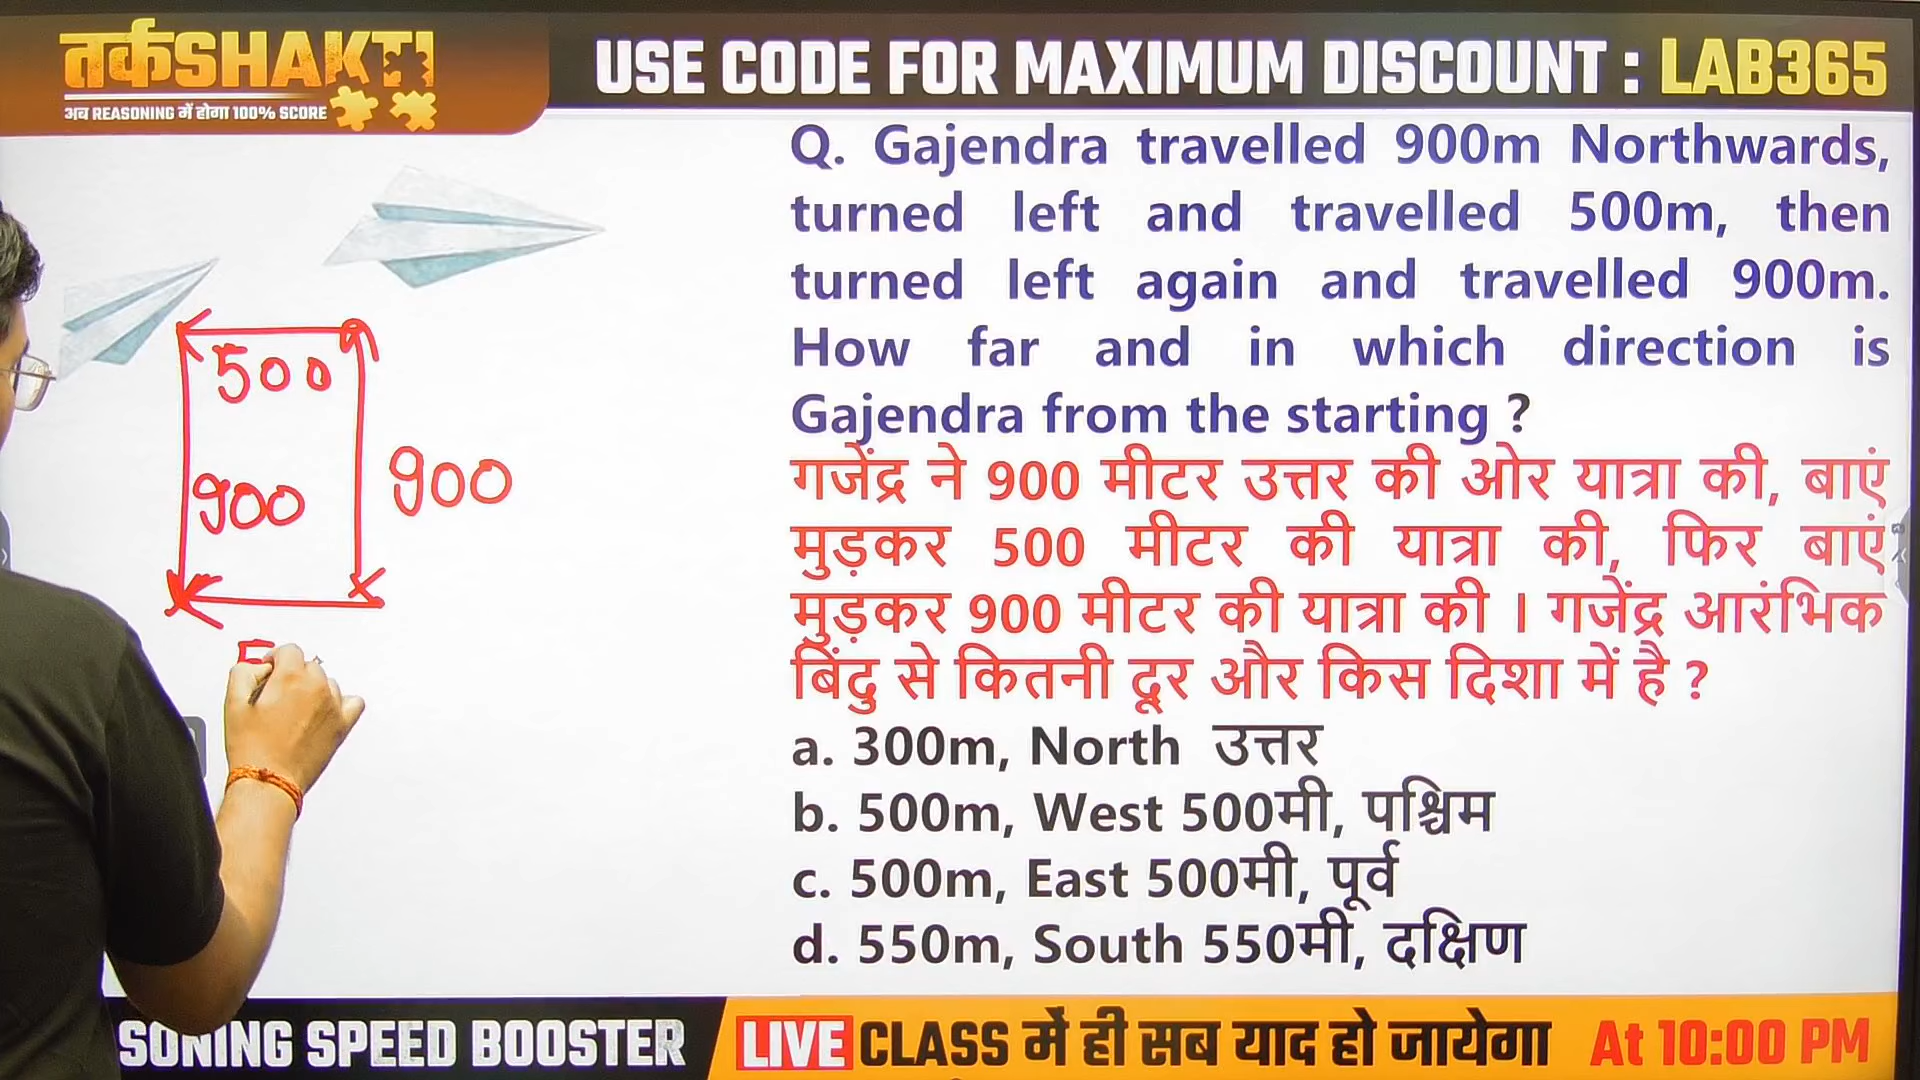 तर्कSHAKTI
अब REASONING में होगा 100% SCORE
USE CODE FOR MAXIMUM DISCOUNT : LAB365
Q. Gajendra travelled 900m Northwards,
turned left and travelled 500m, then
turned left again and travelled 900m.
How far and in which direction is
Gajendra from the starting ?
गजेंद्र ने 900 मीटर उत्तर की ओर यात्रा की, बाएं
मुड़कर 500 मीटर की यात्रा की, फिर बाएं
मुड़कर 900 मीटर की यात्रा की । गजेंद्र आरंभिक
बिंदु से कितनी दूर और किस दिशा में है ?
a. 300m, North उत्तर
b. 500m, West 500मी, पश्चिम
c. 500m, East 500मी, पूर्व
d. 550m, South 550मी, दक्षिण
500
900
900
SONING SPEED BOOSTER
LIVE CLASS में ही सब याद हो जायेगा At 10:00 PM